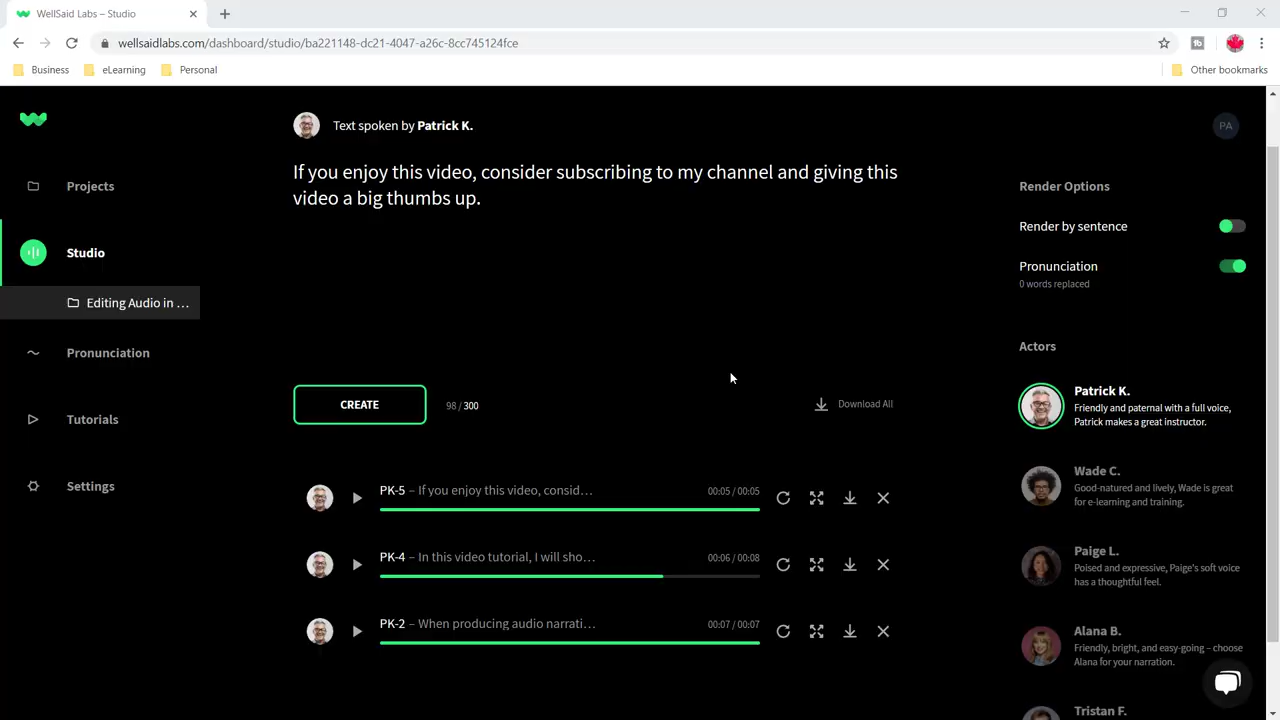 WellSaid Labs – Studio
wellsaidlabs.com/dashboard/studio/ba221148-dc21-4047-a26c-8cc745124fce
Business
eLearning
Personal
Other bookmarks
Text spoken by Patrick K.
PA
If you enjoy this video, consider subscribing to my channel and giving this
video a big thumbs up.
Projects
Studio
Editing Audio in …
Pronunciation
Tutorials
Settings
CREATE
98 / 300
Download All
PK-5 – If you enjoy this video, consid…
00:05 / 00:05
PK-4 – In this video tutorial, I will sho…
00:06 / 00:08
PK-2 – When producing audio narrati…
00:07 / 00:07
Render Options
Render by sentence
Pronunciation
0 words replaced
Actors
Patrick K.
Friendly and paternal with a full voice,
Patrick makes a great instructor.
Wade C.
Good-natured and lively, Wade is great
for e-learning and training.
Paige L.
Poised and expressive, Paige's soft voice
has a thoughtful feel.
Alana B.
Friendly, bright, and easy-going – choose
Alana for your narration.
Tristan F.